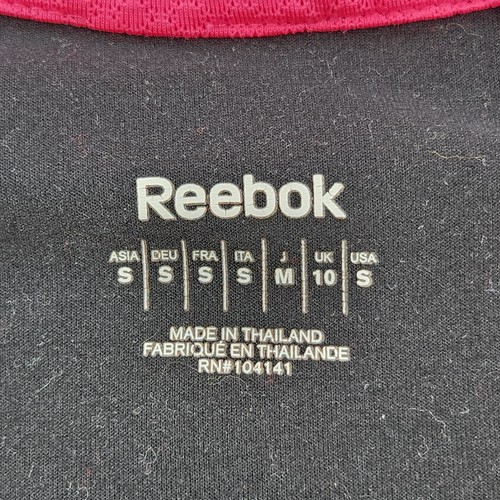 Reebok
ASIA DEU FRA ITA J UK USA
S S S S M 10 S
MADE IN THAILAND
FABRIQUÉ EN THAILANDE
RN#104141